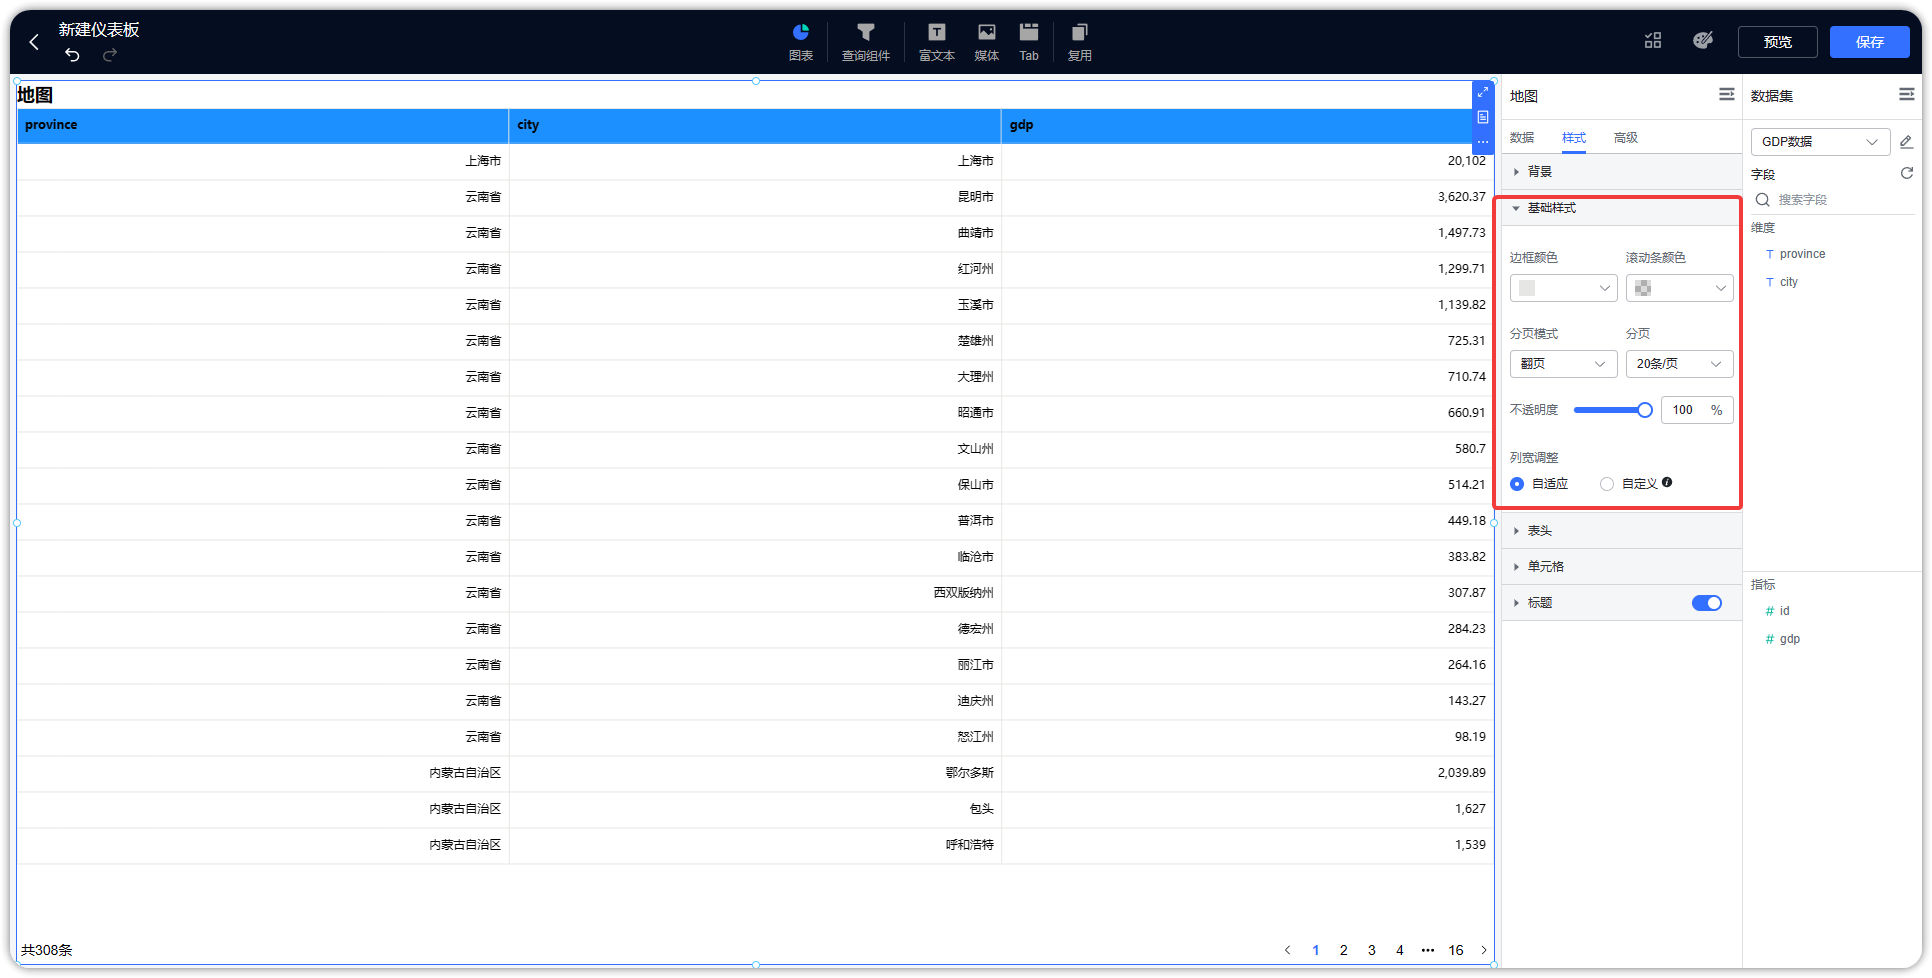 新建仪表板
图表
查询组件
富文本
媒体
Tab
复用
预览
保存
地图
province city gdp
上海市 上海市 20,102
云南省 昆明市 3,620.37
云南省 曲靖市 1,497.73
云南省 红河州 1,299.71
云南省 玉溪市 1,139.82
云南省 楚雄州 725.31
云南省 大理州 710.74
云南省 昭通市 660.91
云南省 文山州 580.7
云南省 保山市 514.21
云南省 普洱市 449.18
云南省 临沧市 383.82
云南省 西双版纳州 307.87
云南省 德宏州 284.23
云南省 丽江市 264.16
云南省 迪庆州 143.27
云南省 怒江州 98.19
内蒙古自治区 鄂尔多斯 2,039.89
内蒙古自治区 包头 1,627
内蒙古自治区 呼和浩特 1,539
共308条
1 2 3 4 ••• 16
地图
数据 样式 高级
背景
基础样式
边框颜色 滚动条颜色
分页模式 分页
翻页 20条/页
不透明度 100 %
列宽调整
自适应 自定义
表头
单元格
标题
数据集
GDP数据
字段
搜索字段
维度
T province
T city
指标
# id
# gdp